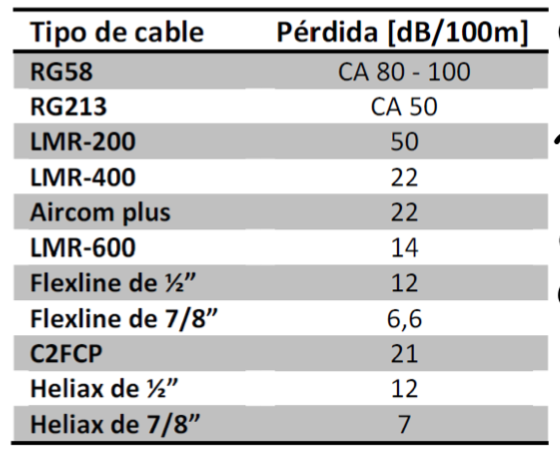 Tipo de cable Pérdida [dB/100m]
RG58 CA 80 - 100
RG213 CA 50
LMR-200 50
LMR-400 22
Aircom plus 22
LMR-600 14
Flexline de ½” 12
Flexline de 7/8” 6,6
C2FCP 21
Heliax de ½” 12
Heliax de 7/8” 7